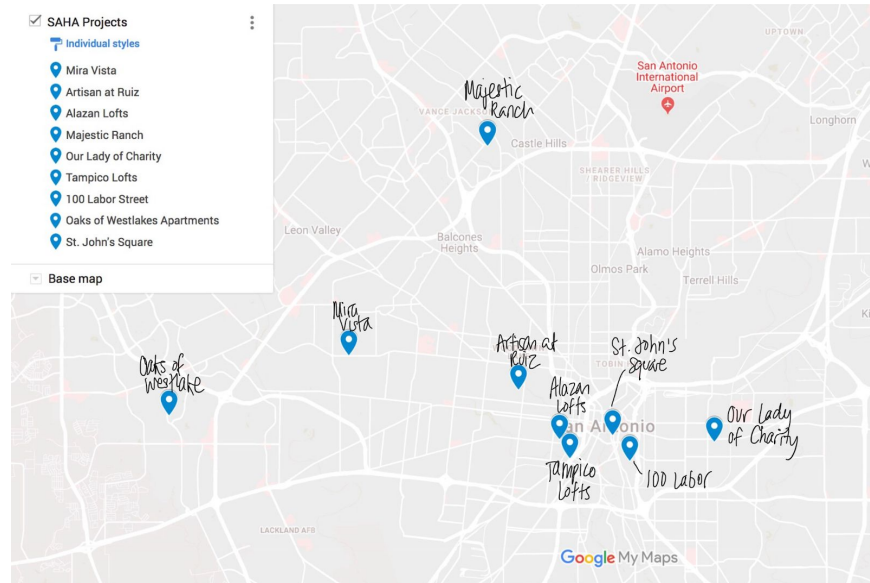 SAHA Projects
Individual styles
Mira Vista
Artisan at Ruiz
Alazan Lofts
Majestic Ranch
Our Lady of Charity
Tampico Lofts
100 Labor Street
Oaks of Westlakes Apartments
St. John's Square
Base map
UPTOWN
San Antonio
International
Airport
Majestic
Ranch
VANCE JACKSO
Castle Hills
Longhorn
SHEARER HILLS
/ RIDGEVIEW
Leon Valley
Balcones
Heights
Alamo Heights
Olmos Park
Terrell Hills
Ki
Mira
Vista
Artisan at
Ruiz
St. John's
Square
TOBIN
Oaks of
Westlake
Alazan
Lofts
an Antonio
Our Lady
of Charity
Tampico
Lofts
100 Labor
LACKLAND AFB
Google My Maps